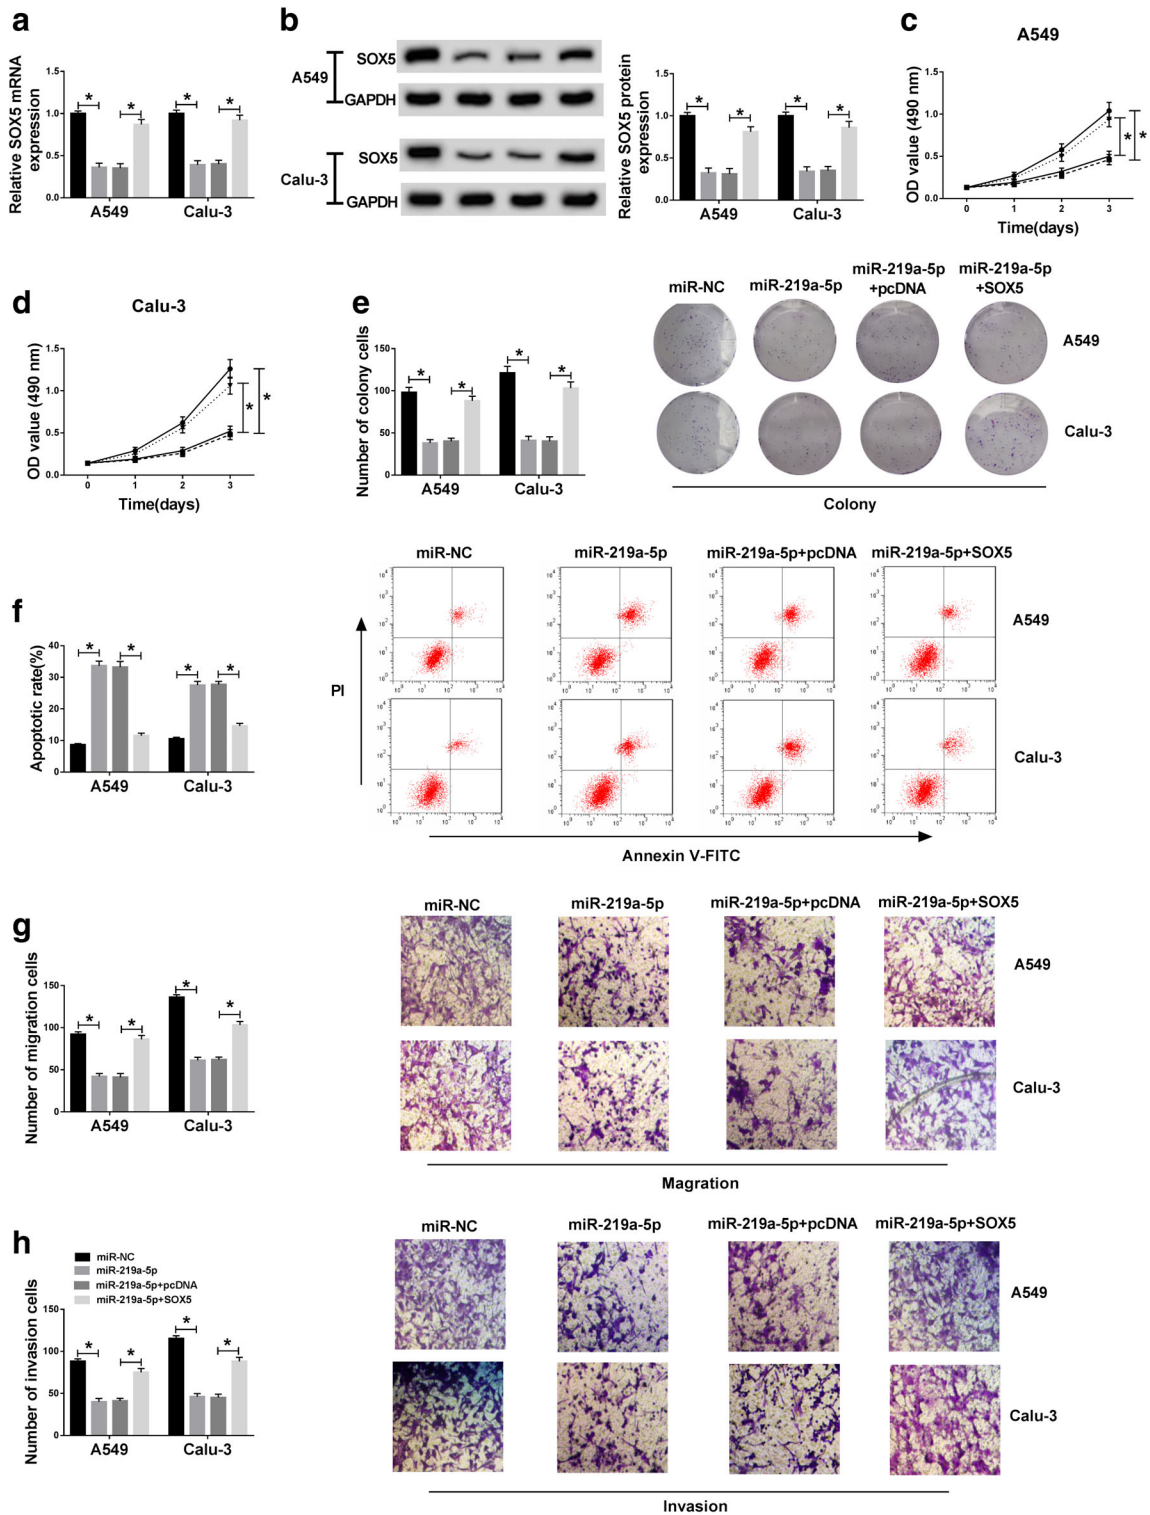 a
Relative SOX5 mRNA
expression
1.5
1.0
0.5
0.0
*
*
*
*
A549
Calu-3
b
A549
SOX5
GAPDH
Calu-3
SOX5
GAPDH
Relative SOX5 protein
expression
1.5
1.0
0.5
0.0
*
*
*
*
A549
Calu-3
c
A549
OD value (490 nm)
1.5
1.0
0.5
0.0
*
*
0 1 2 3
Time(days)
d
Calu-3
OD value (490 nm)
1.5
1.0
0.5
0.0
*
*
0 1 2 3
Time(days)
e
Number of colony cells
150
100
50
0
*
*
*
*
A549
Calu-3
miR-NC
miR-219a-5p
miR-219a-5p
+pcDNA
miR-219a-5p
+SOX5
A549
Calu-3
Colony
f
Apoptotic rate(%)
40
30
20
10
0
*
*
*
*
A549
Calu-3
miR-NC
miR-219a-5p
miR-219a-5p+pcDNA
miR-219a-5p+SOX5
A549
PI
Calu-3
Annexin V-FITC
g
Number of migration cells
150
100
50
0
*
*
*
*
A549
Calu-3
miR-NC
miR-219a-5p
miR-219a-5p+pcDNA
miR-219a-5p+SOX5
A549
Calu-3
Magration
h
miR-NC
miR-219a-5p
miR-219a-5p+pcDNA
miR-219a-5p+SOX5
Number of invasion cells
150
100
50
0
*
*
*
*
A549
Calu-3
miR-NC
miR-219a-5p
miR-219a-5p+pcDNA
miR-219a-5p+SOX5
A549
Calu-3
Invasion